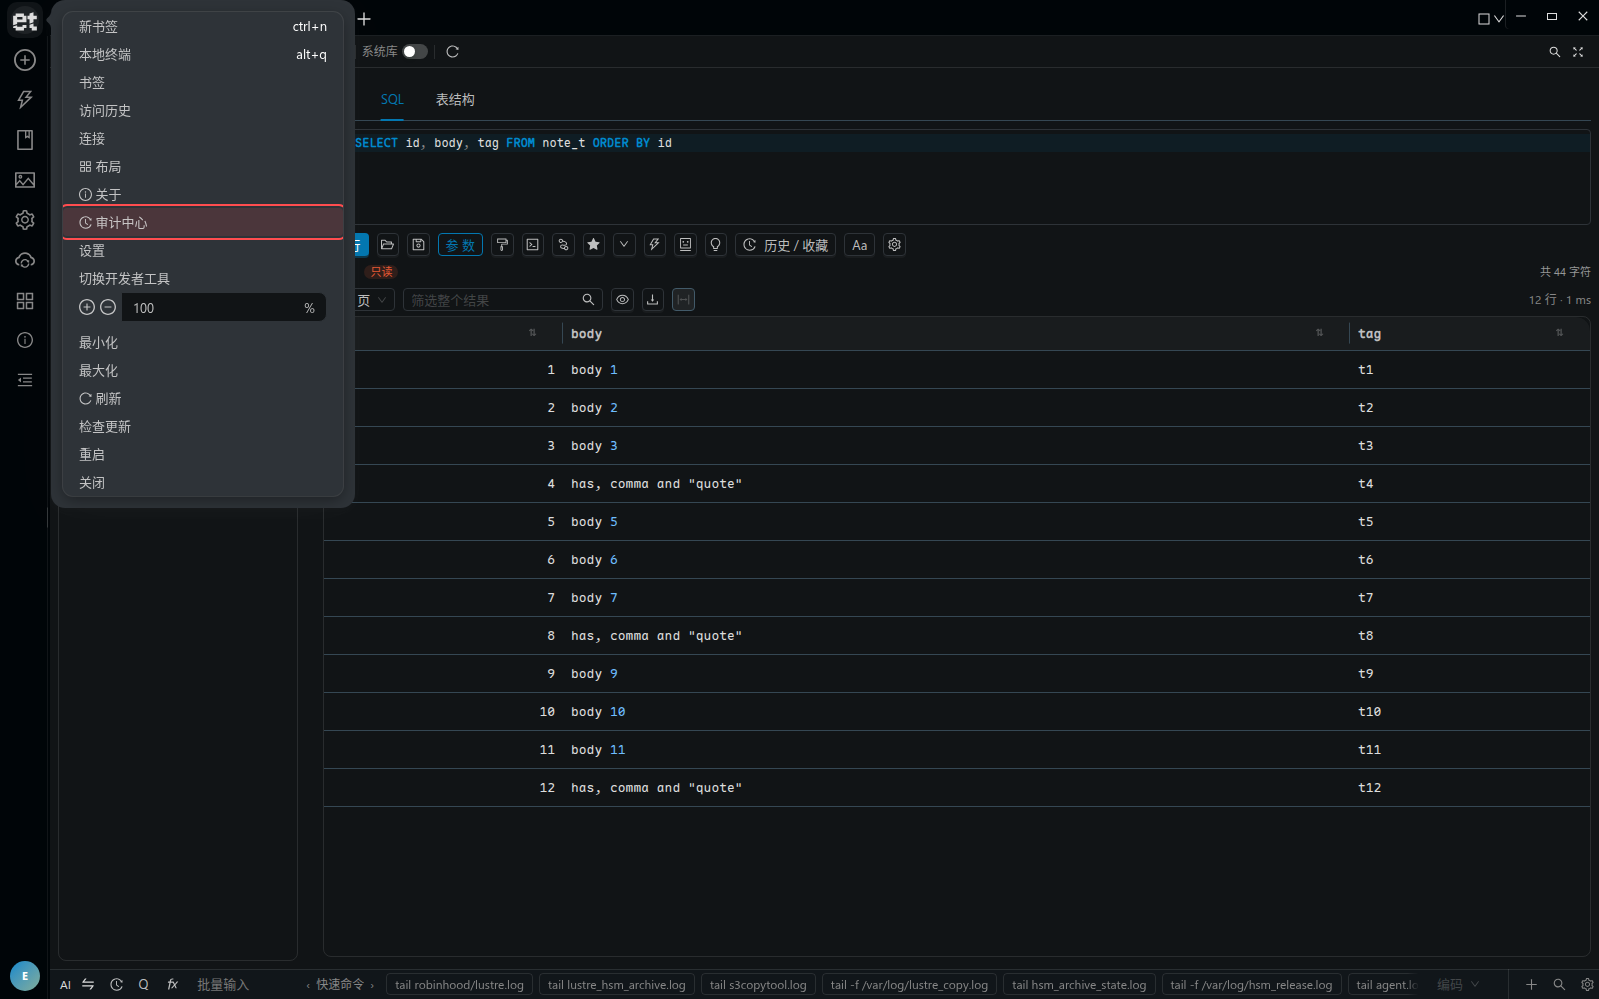 et
新书签 ctrl+n
本地终端 alt+q
书签
访问历史
连接
布局
关于
审计中心
设置
切换开发者工具
100 %
最小化
最大化
刷新
检查更新
重启
关闭
系统库
SQL 表结构
SELECT id, body, tag FROM note_t ORDER BY id
行 参数 历史 / 收藏 Aa
只读 共 44 字符
页 筛选整个结果 12 行 · 1 ms
body tag
1 body 1 t1
2 body 2 t2
3 body 3 t3
4 has, comma and "quote" t4
5 body 5 t5
6 body 6 t6
7 body 7 t7
8 has, comma and "quote" t8
9 body 9 t9
10 body 10 t10
11 body 11 t11
12 has, comma and "quote" t12
E
AI Q fx 批量输入 ‹ 快速命令 › tail robinhood/lustre.log tail lustre_hsm_archive.log tail s3copytool.log tail -f /var/log/lustre_copy.log tail hsm_archive_state.log tail -f /var/log/hsm_release.log tail agent.lo 编码